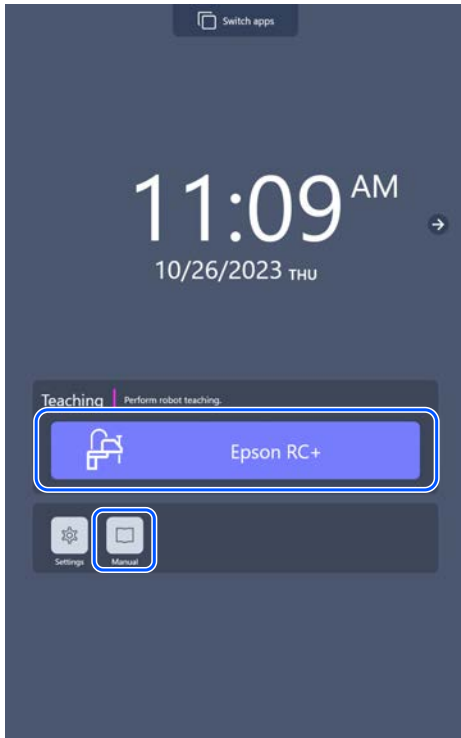 Switch apps
11:09 AM
10/26/2023 THU
Teaching Perform robot teaching.
Epson RC+
Settings Manual